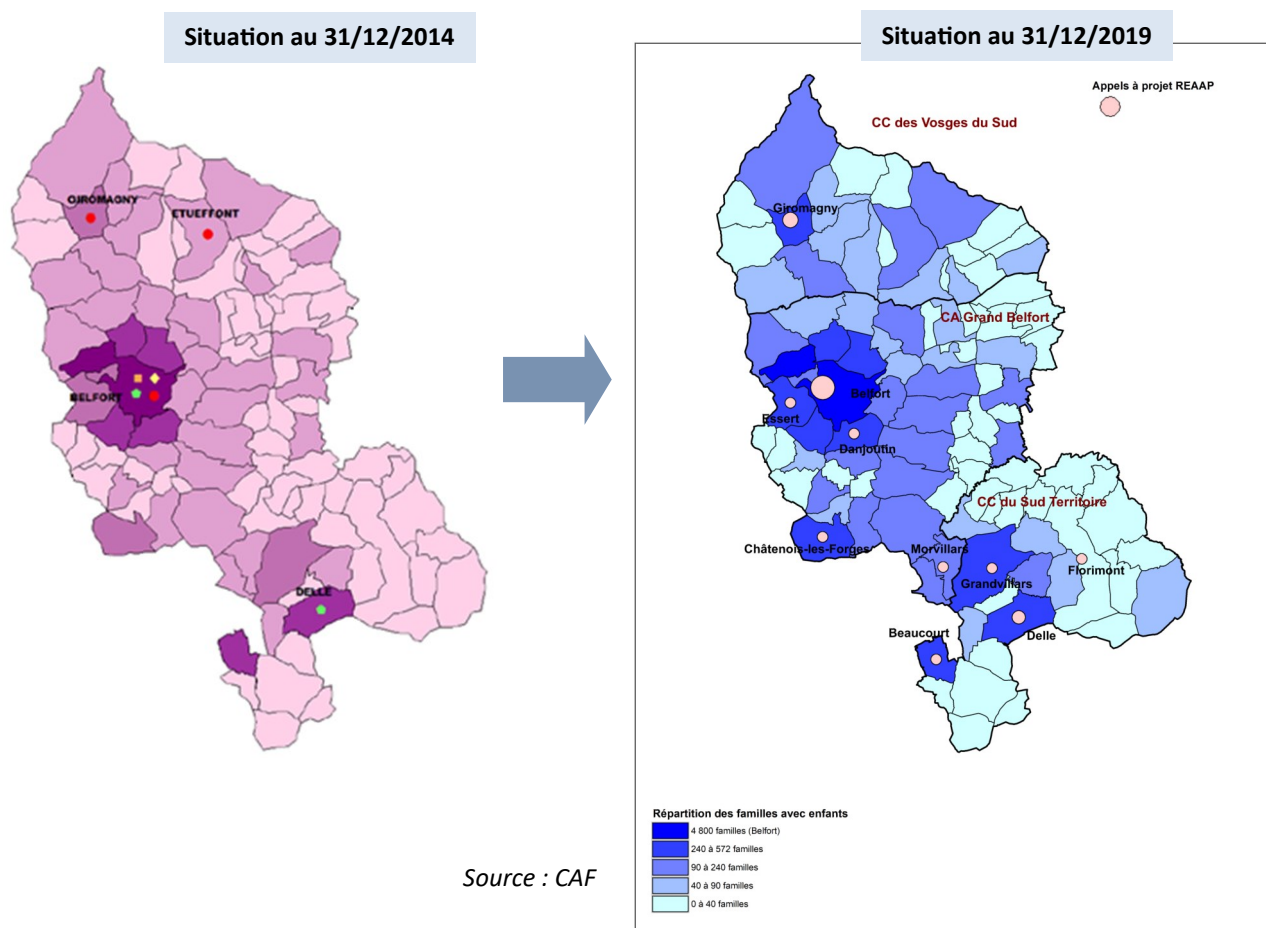 Situation au 31/12/2014
GIROMAGNY
ETUEFFONT
BELFORT
DELLE
Source : CAF
Situation au 31/12/2019
Appels à projet REAAP
CC des Vosges du Sud
Giromagny
CA Grand Belfort
Belfort
Essert
Danjoutin
CC du Sud Territoire
Châtenois-les-Forges
Morvillars
Grandvillars
Florimont
Beaucourt
Delle
Répartition des familles avec enfants
4 800 familles (Belfort)
240 à 572 familles
90 à 240 familles
40 à 90 familles
0 à 40 familles